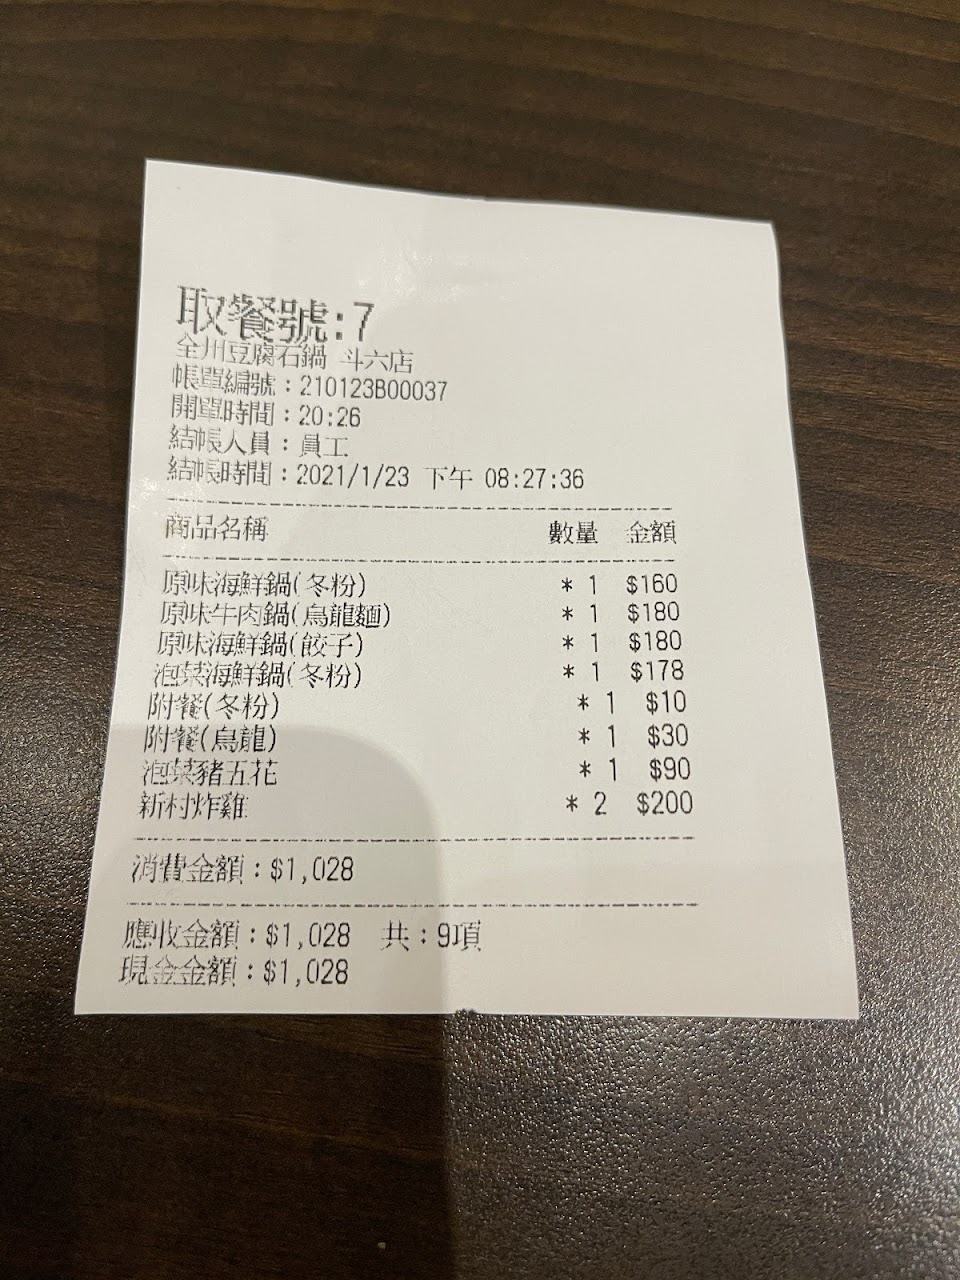 取餐號:7
全州豆腐石鍋 斗六店
帳單編號：210123B00037
開單時間：20:26
結帳人員：員工
結帳時間：2021/1/23 下午 08:27:36
商品名稱 數量 金額
原味海鮮鍋(冬粉) * 1 $160
原味牛肉鍋(烏龍麵) * 1 $180
原味海鮮鍋(餃子) * 1 $180
泡菜海鮮鍋(冬粉) * 1 $178
附餐(冬粉) * 1 $10
附餐(烏龍) * 1 $30
泡菜豬五花 * 1 $90
新村炸雞 * 2 $200
消費金額：$1,028
應收金額：$1,028 共：9項
現金金額：$1,028